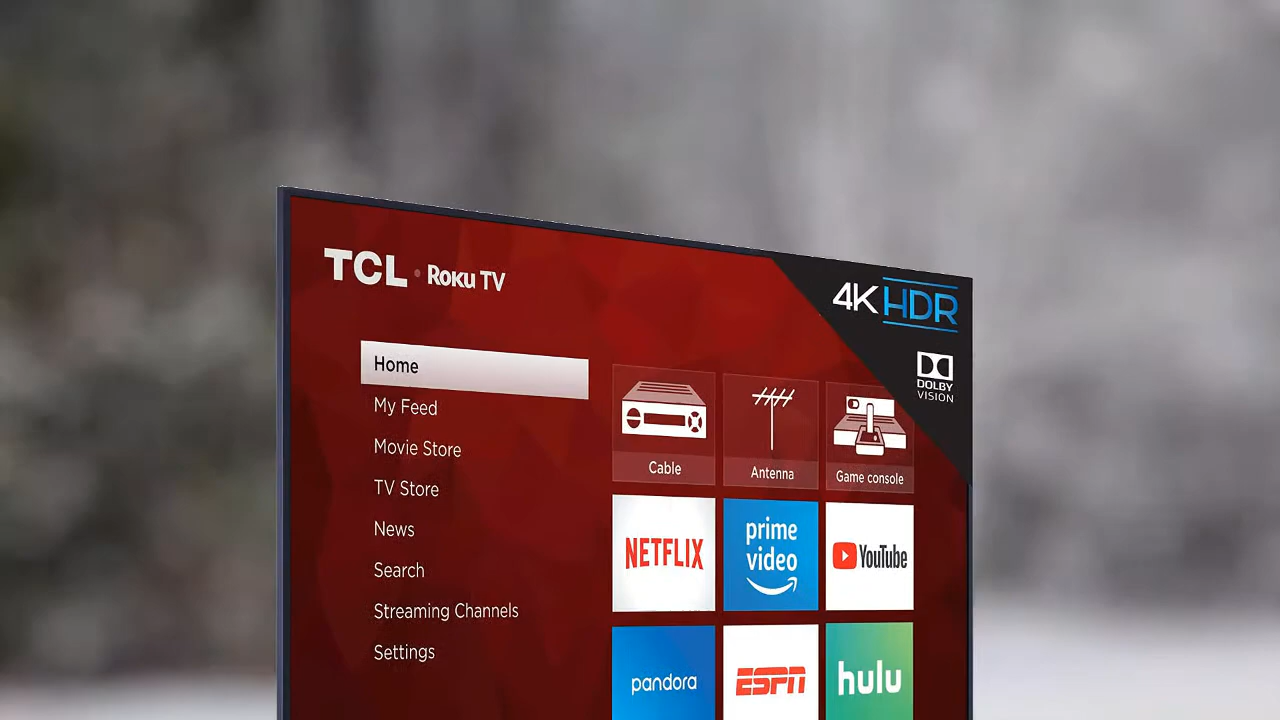 TCL • Roku TV
4K HDR
DOLBY
VISION
Home
My Feed
Movie Store
TV Store
News
Search
Streaming Channels
Settings
Cable
Antenna
Game console
NETFLIX
prime
video
YouTube
pandora
ESPN
hulu